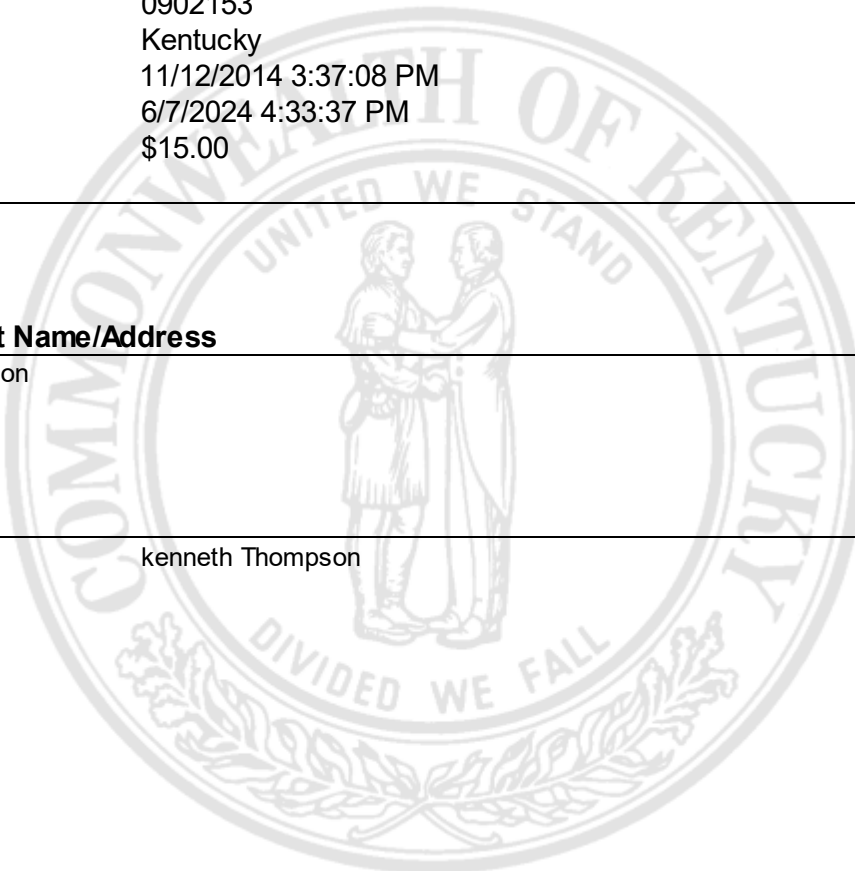 0902153
Kentucky
11/12/2014 3:37:08 PM
6/7/2024 4:33:37 PM
$15.00
COMMONWEALTH OF KENTUCKY
UNITED WE STAND
t Name/Address
on
kenneth Thompson
DIVIDED WE FALL